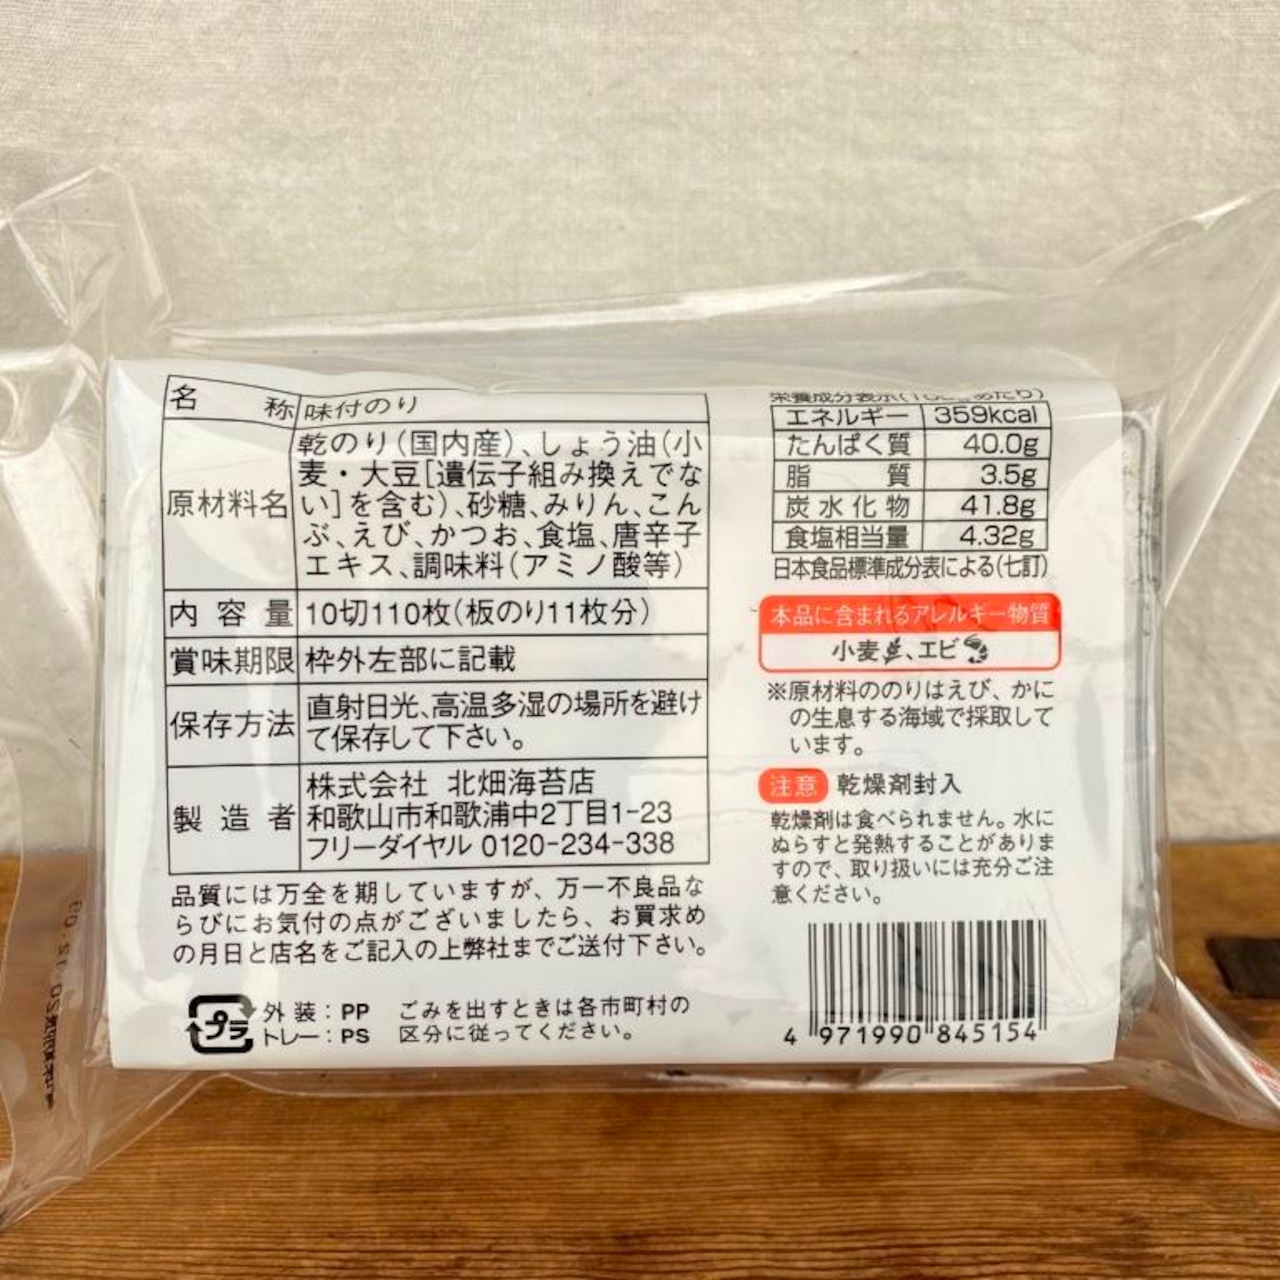 名称 味付のり
原材料名 乾のり(国内産)、しょう油(小
麦・大豆[遺伝子組み換えでな
い]を含む)、砂糖、みりん、こん
ぶ、えび、かつお、食塩、唐辛子
エキス、調味料(アミノ酸等)
内容量 10切110枚(板のり11枚分)
賞味期限 枠外左部に記載
保存方法 直射日光、高温多湿の場所を避け
て保存して下さい。
製造者 株式会社 北畑海苔店
和歌山市和歌浦中2丁目1-23
フリーダイヤル 0120-234-338
品質には万全を期していますが、万一不良品な
らびにお気付の点がございましたら、お買求め
の月日と店名をご記入の上弊社までご送付下さい。
プラ
外装:PP
トレー:PS
ごみを出すときは各市町村の
区分に従ってください。
栄養成分表示
エネルギー 359kcal
たんぱく質 40.0g
脂質 3.5g
炭水化物 41.8g
食塩相当量 4.32g
日本食品標準成分表による(七訂)
本品に含まれるアレルギー物質
小麦、エビ
※原材料ののりはえび、かに
の生息する海域で採取して
います。
注意 乾燥剤封入
乾燥剤は食べられません。水に
ぬらすと発熱することがありま
すので、取り扱いには充分ご注
意ください。
4 971990 845154